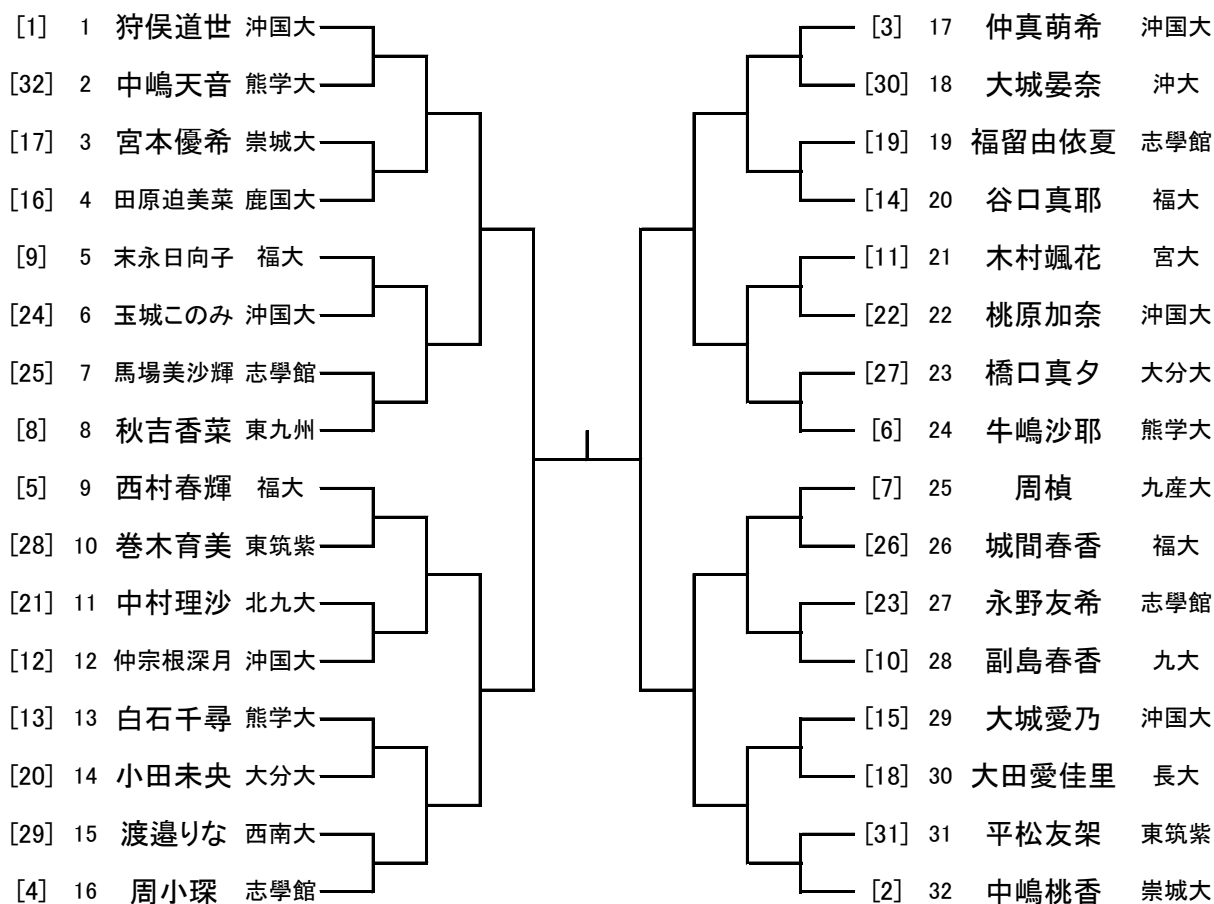 [1] 1 狩俣道世 沖国大
[32] 2 中嶋天音 熊学大
[17] 3 宮本優希 崇城大
[16] 4 田原迫美菜 鹿国大
[9] 5 末永日向子 福大
[24] 6 玉城このみ 沖国大
[25] 7 馬場美沙輝 志學館
[8] 8 秋吉香菜 東九州
[5] 9 西村春輝 福大
[28] 10 巻木育美 東筑紫
[21] 11 中村理沙 北九大
[12] 12 仲宗根深月 沖国大
[13] 13 白石千尋 熊学大
[20] 14 小田未央 大分大
[29] 15 渡邉りな 西南大
[4] 16 周小琛 志學館
[3] 17 仲真萌希 沖国大
[30] 18 大城晏奈 沖大
[19] 19 福留由依夏 志學館
[14] 20 谷口真耶 福大
[11] 21 木村颯花 宮大
[22] 22 桃原加奈 沖国大
[27] 23 橋口真夕 大分大
[6] 24 牛嶋沙耶 熊学大
[7] 25 周楨 九産大
[26] 26 城間春香 福大
[23] 27 永野友希 志學館
[10] 28 副島春香 九大
[15] 29 大城愛乃 沖国大
[18] 30 大田愛佳里 長大
[31] 31 平松友架 東筑紫
[2] 32 中嶋桃香 崇城大